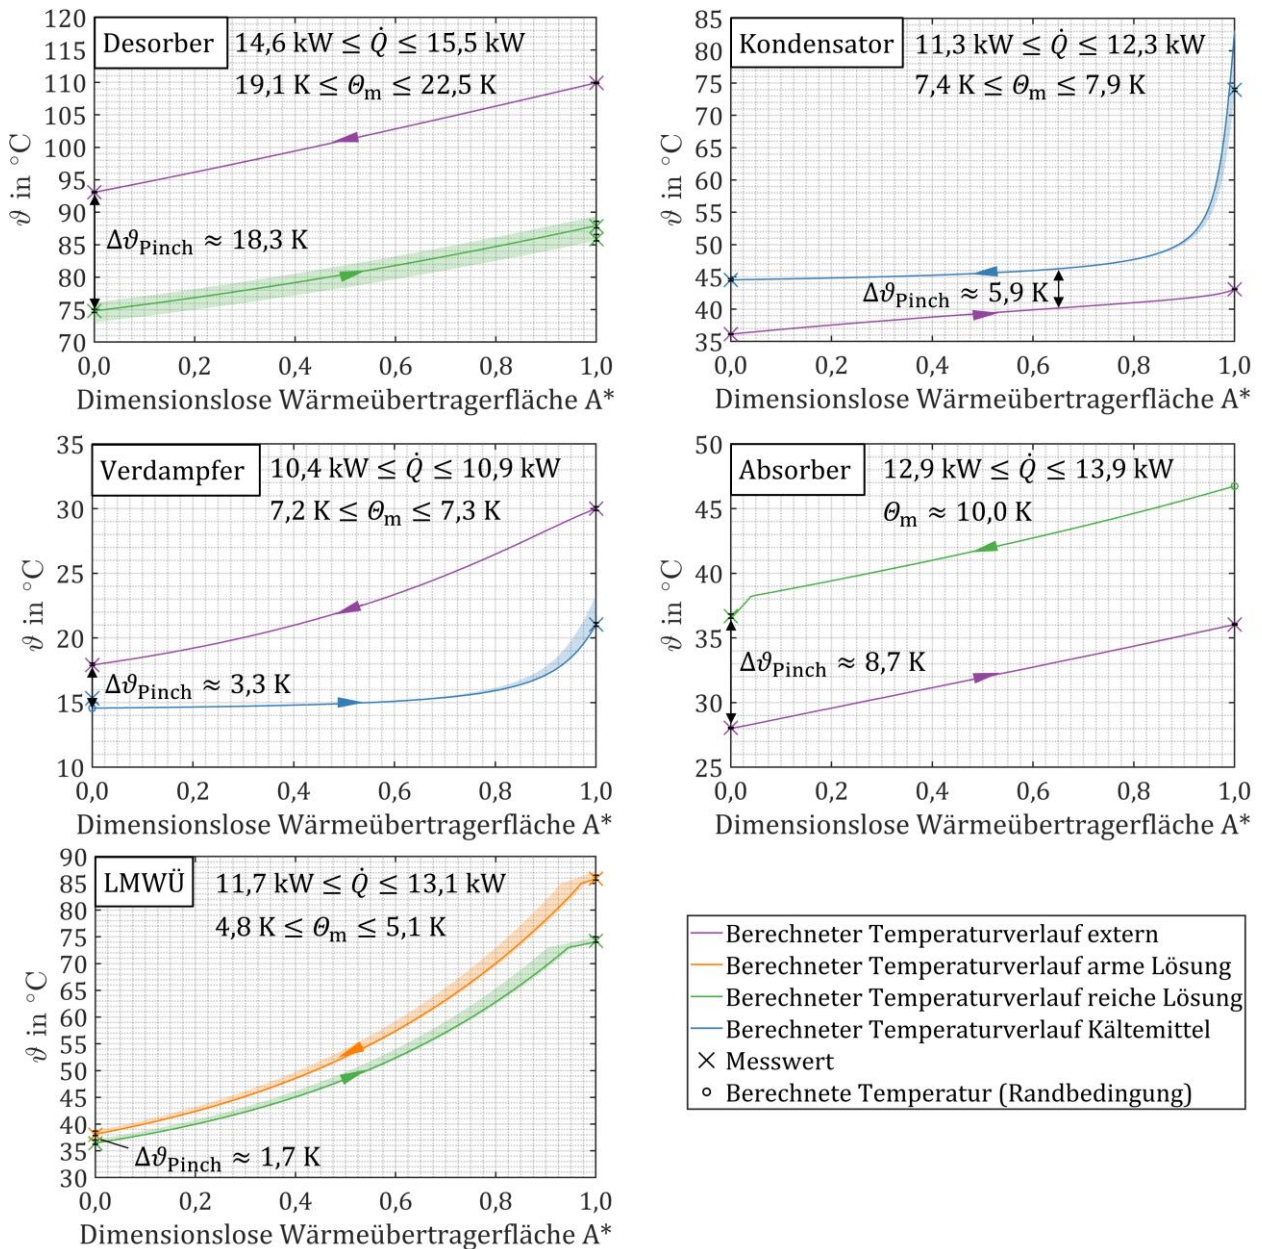 Desorber
14,6 kW ≤ Q̇ ≤ 15,5 kW
19,1 K ≤ Θm ≤ 22,5 K
120
115
110
105
100
95
90
85
80
75
70
ϑ in °C
ΔϑPinch ≈ 18,3 K
0,0 0,2 0,4 0,6 0,8 1,0
Dimensionslose Wärmeübertragerfläche A*
Kondensator
11,3 kW ≤ Q̇ ≤ 12,3 kW
7,4 K ≤ Θm ≤ 7,9 K
85
80
75
70
65
60
55
50
45
40
35
ϑ in °C
ΔϑPinch ≈ 5,9 K
0,0 0,2 0,4 0,6 0,8 1,0
Dimensionslose Wärmeübertragerfläche A*
Verdampfer
10,4 kW ≤ Q̇ ≤ 10,9 kW
7,2 K ≤ Θm ≤ 7,3 K
35
30
25
20
15
10
ϑ in °C
ΔϑPinch ≈ 3,3 K
0,0 0,2 0,4 0,6 0,8 1,0
Dimensionslose Wärmeübertragerfläche A*
Absorber
12,9 kW ≤ Q̇ ≤ 13,9 kW
Θm ≈ 10,0 K
50
45
40
35
30
25
ϑ in °C
ΔϑPinch ≈ 8,7 K
0,0 0,2 0,4 0,6 0,8 1,0
Dimensionslose Wärmeübertragerfläche A*
LMWÜ
11,7 kW ≤ Q̇ ≤ 13,1 kW
4,8 K ≤ Θm ≤ 5,1 K
90
85
80
75
70
65
60
55
50
45
40
35
30
ϑ in °C
ΔϑPinch ≈ 1,7 K
0,0 0,2 0,4 0,6 0,8 1,0
Dimensionslose Wärmeübertragerfläche A*
Berechneter Temperaturverlauf extern
Berechneter Temperaturverlauf arme Lösung
Berechneter Temperaturverlauf reiche Lösung
Berechneter Temperaturverlauf Kältemittel
Messwert
Berechnete Temperatur (Randbedingung)